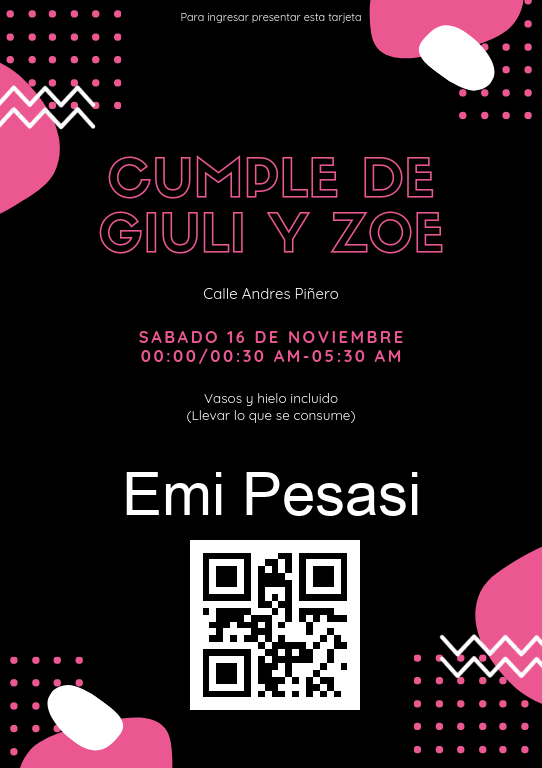 Para ingresar presentar esta tarjeta
CUMPLE DE
GIULI Y ZOE
Calle Andres Piñero
SABADO 16 DE NOVIEMBRE
00:00/00:30 AM-05:30 AM
Vasos y hielo incluido
(Llevar lo que se consume)
Emi Pesasi